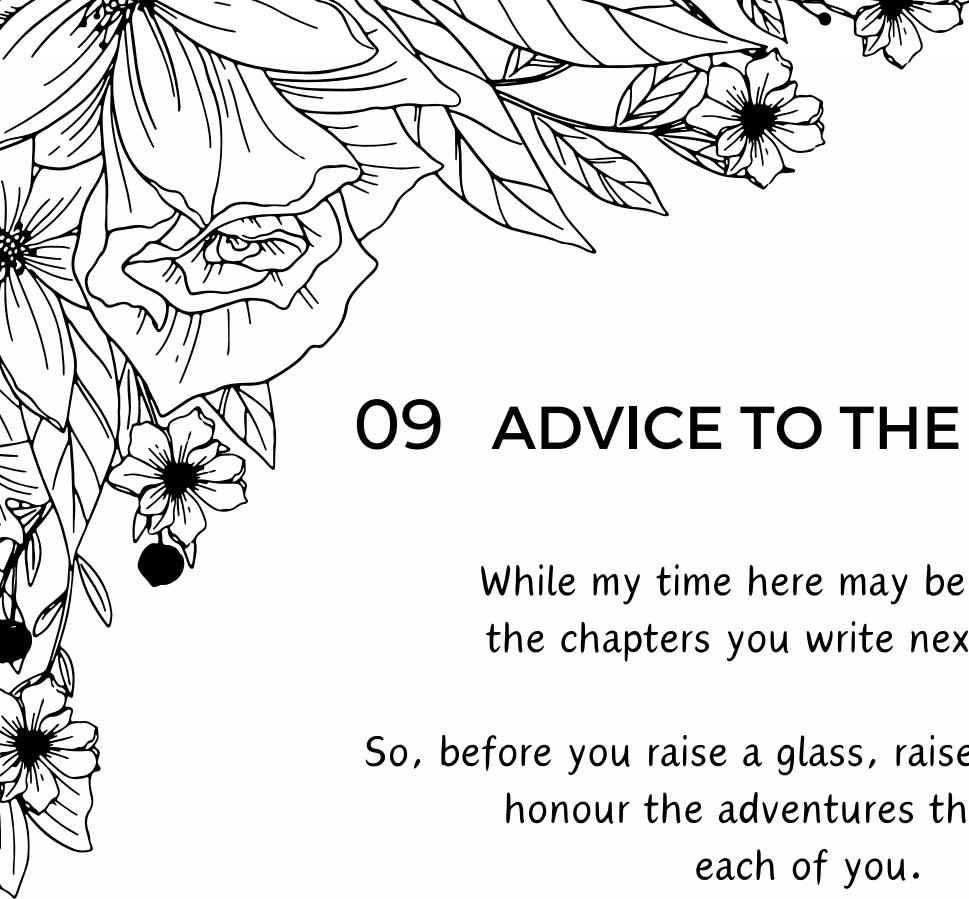 09 ADVICE TO THE
While my time here may be
the chapters you write nex
So, before you raise a glass, raise
honour the adventures th
each of you.